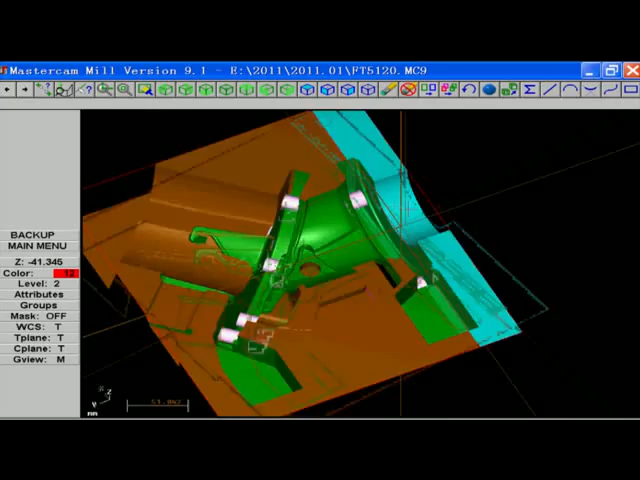 Mastercam Mill Version 9.1 - E:\2011\2011.01\FT5120.MC9
BACKUP
MAIN MENU
Z: -41.345
Color: 12
Level: 2
Attributes
Groups
Mask: OFF
WCS: T
Tplane: T
Cplane: T
Gview: M